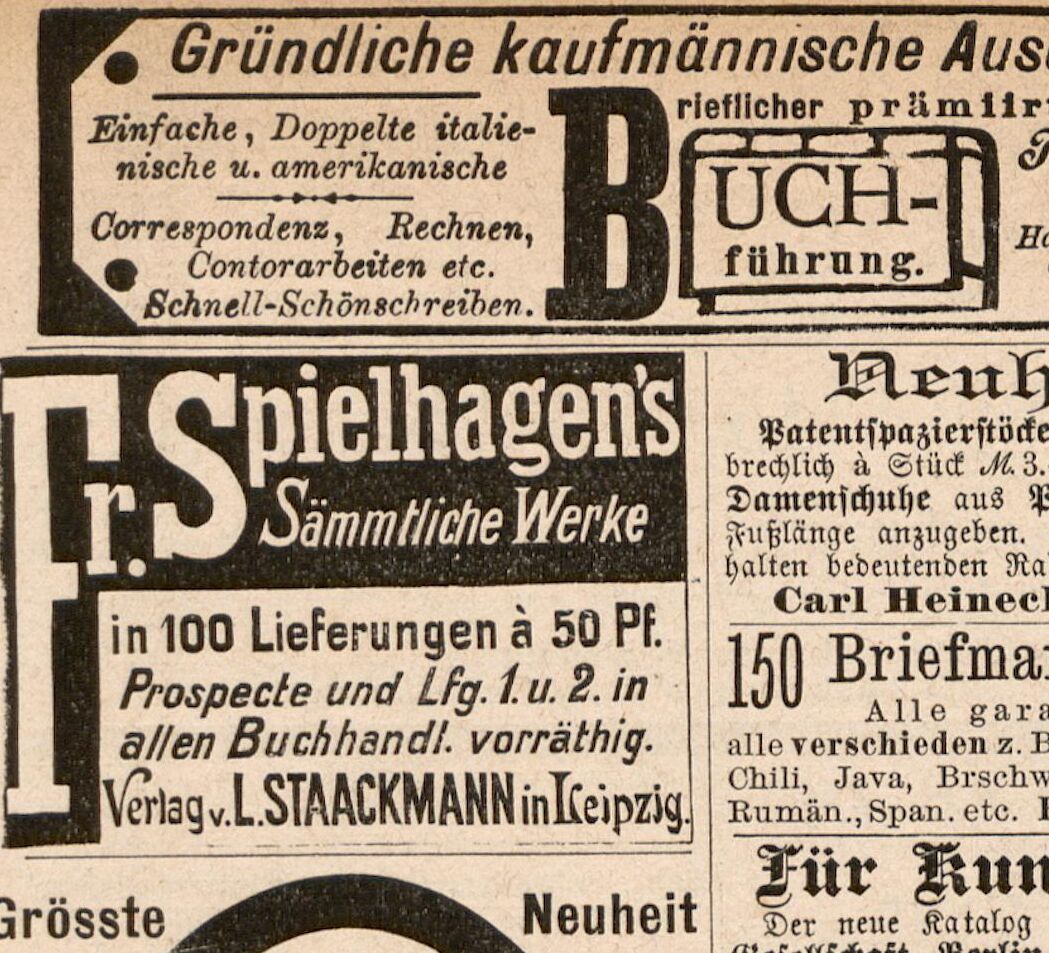 Gründliche kaufmännische
Einfache, Doppelte italie-
nische u. amerikanische
Correspondenz, Rechnen,
Contorarbeiten etc.
Schnell-Schönschreiben.
Brieflicher
BUCH-
führung.
Fr. Spielhagen's
Sämmtliche Werke
in 100 Lieferungen à 50 Pf.
Prospecte und Lfg. 1. u. 2. in
allen Buchhandl. vorräthig.
Verlag v. L. STAACKMANN in Leipzig.
Grösste Neuheit
Patentspazierstöcke
brechlich à Stück M. 3.
Damenschuhe aus
Fußlänge anzugeben.
halten bedeutenden
Carl
150
Alle
alle verschieden z. B
Chili, Java,
Rumän., Span. etc.
Für
Der neue Katalog